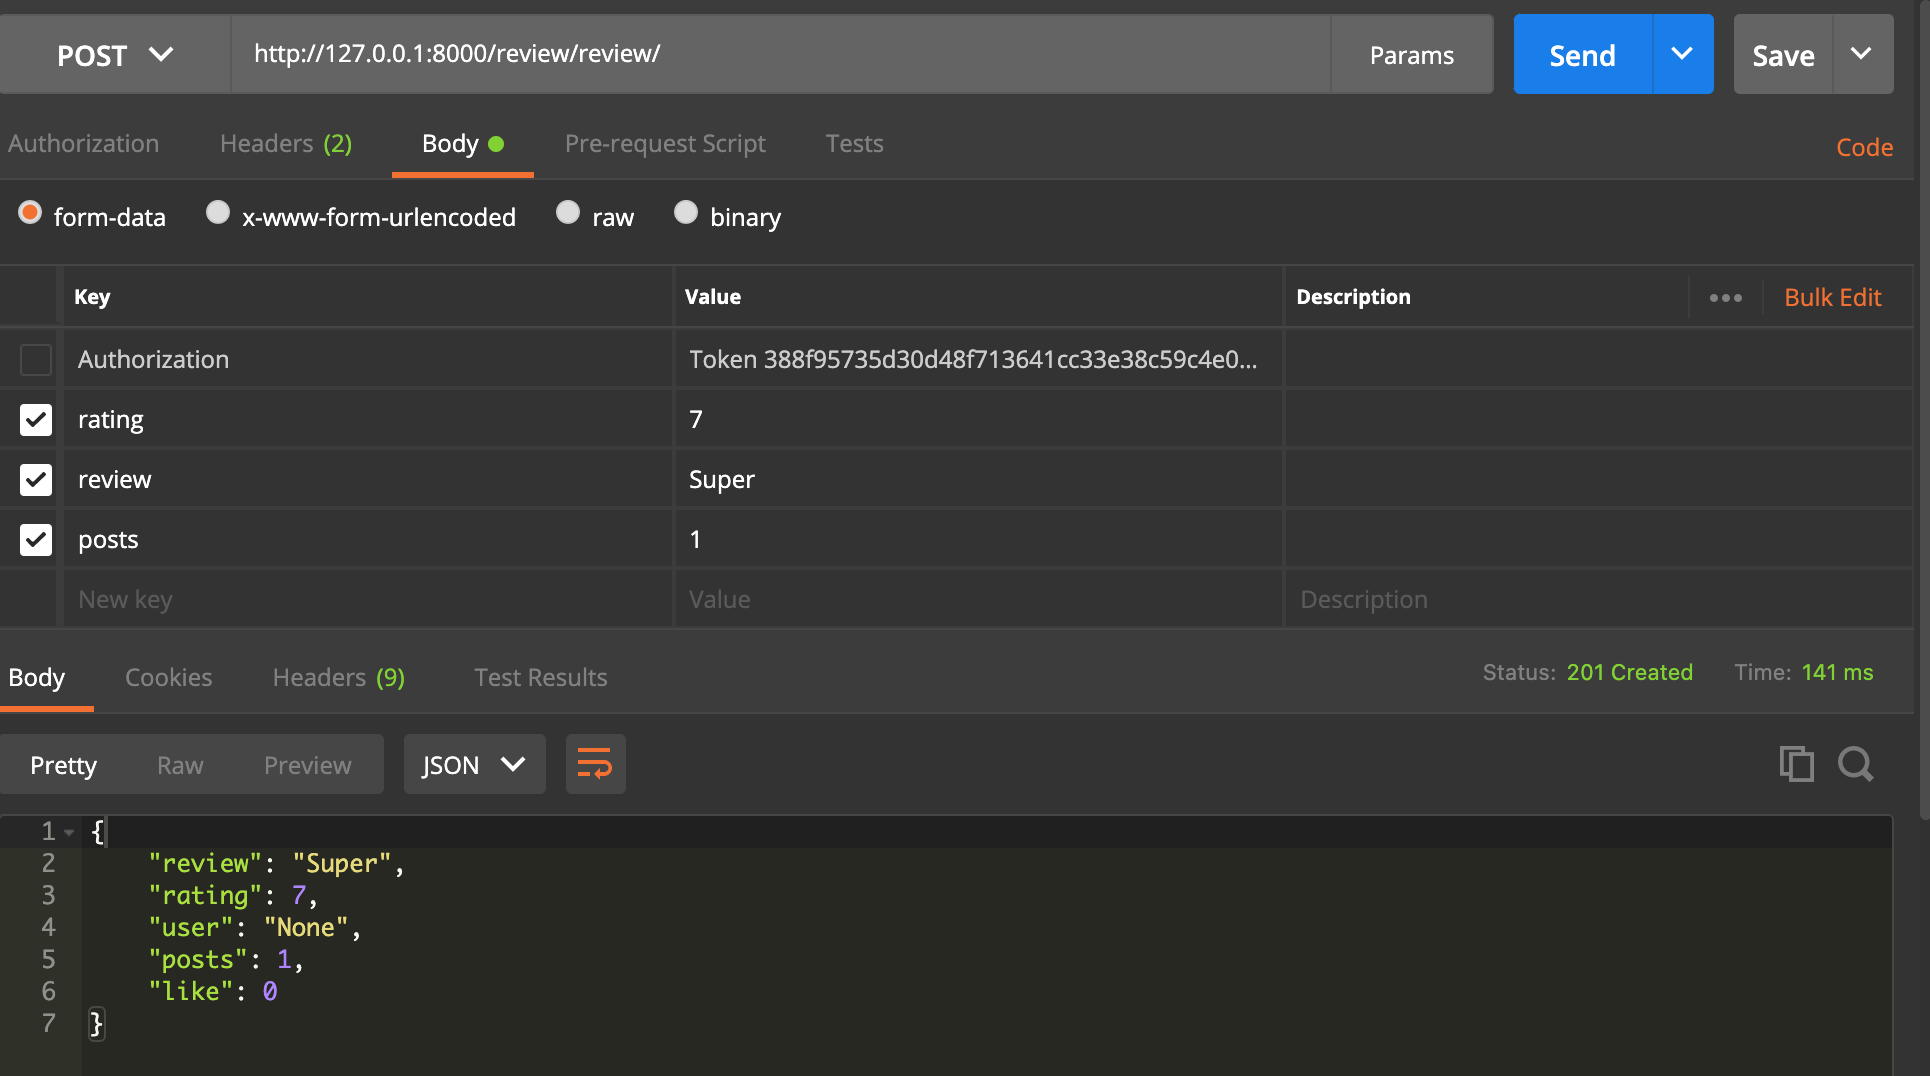 POST http://127.0.0.1:8000/review/review/ Params Send Save
Authorization Headers (2) Body Pre-request Script Tests Code
form-data x-www-form-urlencoded raw binary
Key Value Description ••• Bulk Edit
Authorization Token 388f95735d30d48f713641cc33e38c59c4e0...
rating 7
review Super
posts 1
New key Value Description
Body Cookies Headers (9) Test Results Status: 201 Created Time: 141 ms
Pretty Raw Preview JSON
1 {
2 "review": "Super",
3 "rating": 7,
4 "user": "None",
5 "posts": 1,
6 "like": 0
7 }